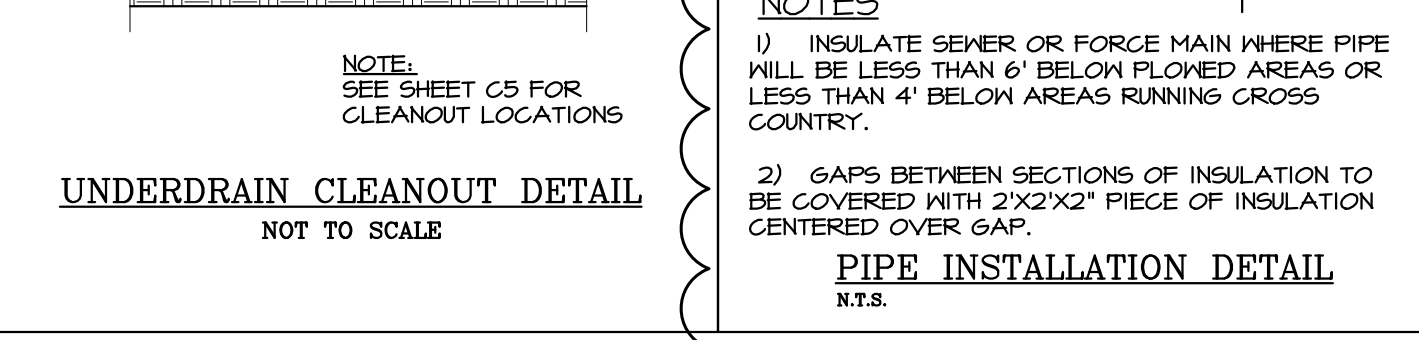 NOTE:
SEE SHEET C5 FOR
CLEANOUT LOCATIONS
UNDERDRAIN CLEANOUT DETAIL
NOT TO SCALE
NOTES
1) INSULATE SEWER OR FORCE MAIN WHERE PIPE
WILL BE LESS THAN 6' BELOW PLOWED AREAS OR
LESS THAN 4' BELOW AREAS RUNNING CROSS
COUNTRY.
2) GAPS BETWEEN SECTIONS OF INSULATION TO
BE COVERED WITH 2'X2'X2" PIECE OF INSULATION
CENTERED OVER GAP.
PIPE INSTALLATION DETAIL
N.T.S.